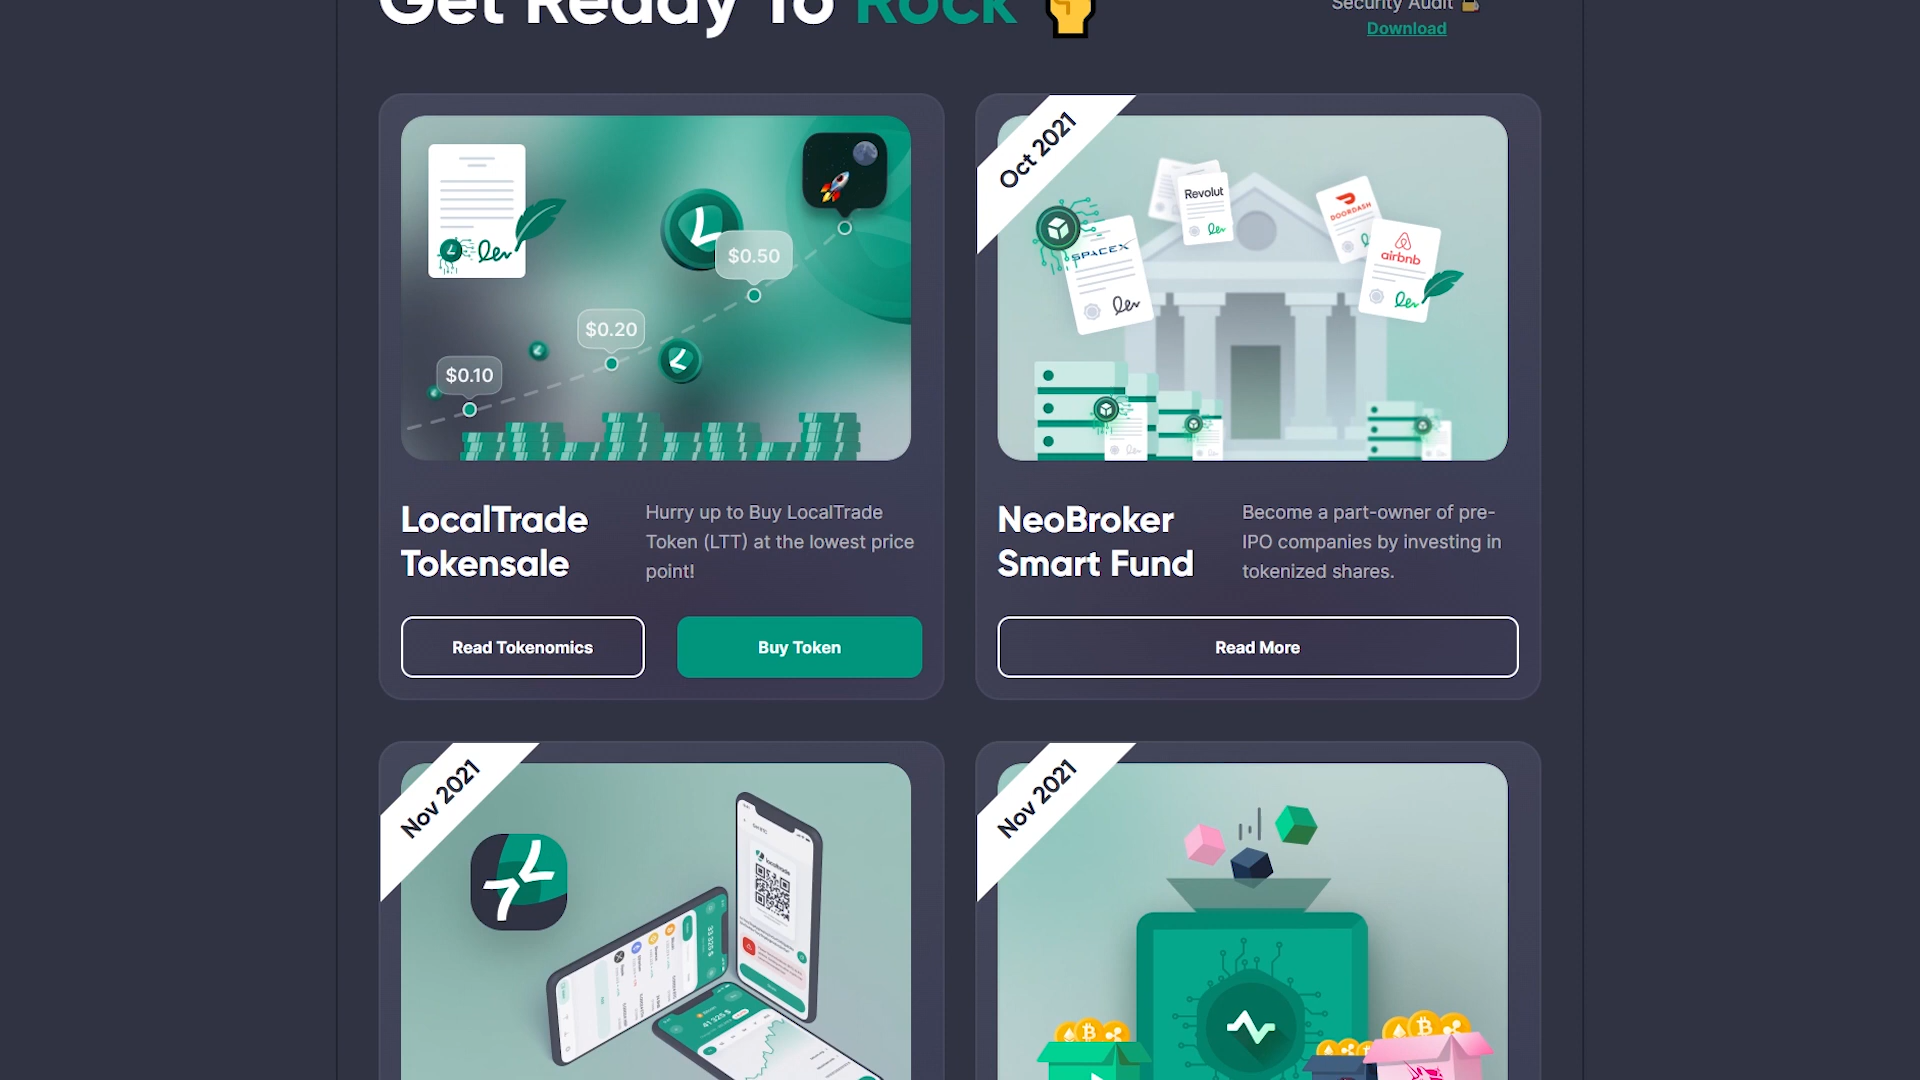 Get Ready To Rock
Security Audit
Download
$0.10
$0.20
$0.50
LocalTrade
Tokensale
Hurry up to Buy LocalTrade
Token (LTT) at the lowest price
point!
Read Tokenomics
Buy Token
Oct 2021
Revolut
SPACEX
DOORDASH
airbnb
NeoBroker
Smart Fund
Become a part-owner of pre-
IPO companies by investing in
tokenized shares.
Read More
Nov 2021
localtrade
41 325 $
Nov 2021